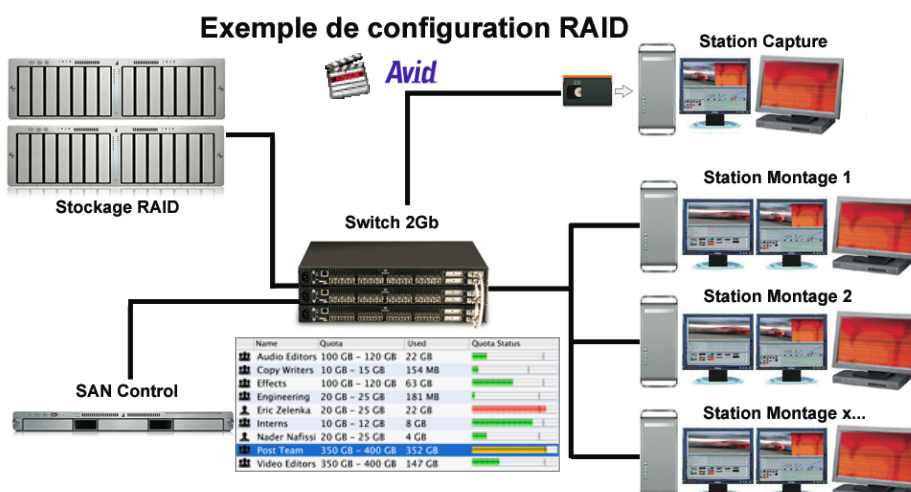 Exemple de configuration RAID
Avid
Station Capture
Stockage RAID
Switch 2Gb
Station Montage 1
Station Montage 2
Station Montage x...
SAN Control
Name Quota Used Quota Status
Audio Editors 100 GB – 120 GB 22 GB
Copy Writers 10 GB – 15 GB 154 MB
Effects 100 GB – 120 GB 63 GB
Engineering 20 GB – 25 GB 181 MB
Eric Zelenka 20 GB – 25 GB 22 GB
Interns 10 GB – 12 GB 8 GB
Nader Nafissi 20 GB – 25 GB 4 GB
Post Team 350 GB – 400 GB 352 GB
Video Editors 350 GB – 400 GB 147 GB